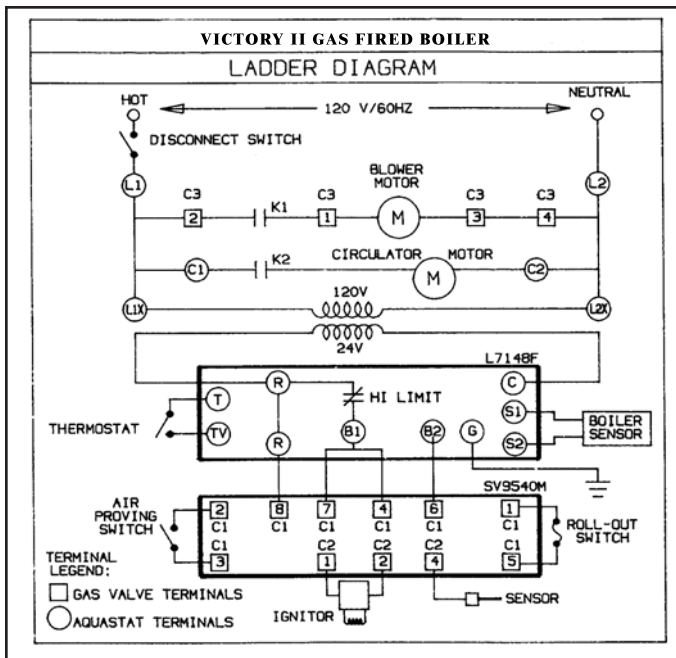 VICTORY II GAS FIRED BOILER
LADDER DIAGRAM
HOT
120 V/60HZ
NEUTRAL
DISCONNECT SWITCH
BLOWER
MOTOR
L1
L2
C3
K1
C3
C3
C3
2
1
M
3
4
C1
K2
CIRCULATOR
MOTOR
M
C2
L1X
120V
L2X
24V
L7148F
R
C
T
HI LIMIT
S1
BOILER
SENSOR
THERMOSTAT
TV
R
B1
B2
G
S2
SV9540M
AIR
PROVING
SWITCH
2
8
7
4
6
1
C1
C1
C1
C1
C1
C1
ROLL-OUT
SWITCH
C1
C2
C2
C2
C1
3
1
2
4
5
TERMINAL
LEGEND:
GAS VALVE TERMINALS
AQUASTAT TERMINALS
IGNITOR
SENSOR